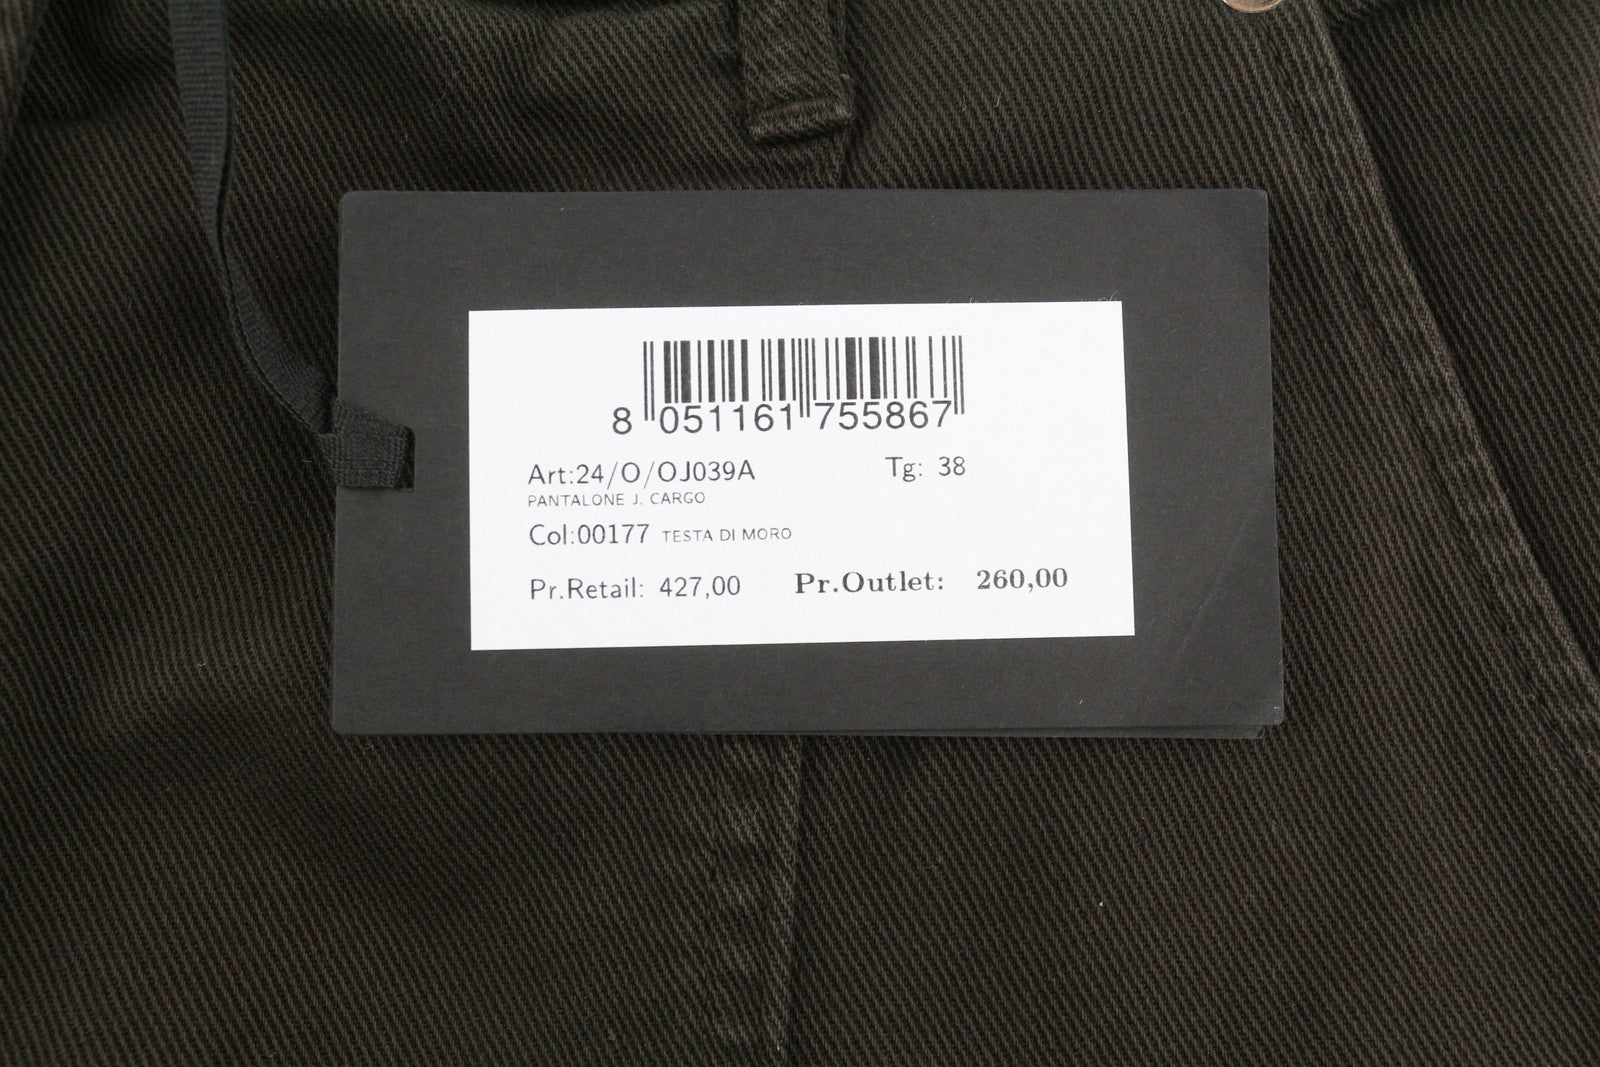 8 051161 755867
Art:24/O/OJ039A Tg: 38
PANTALONE J. CARGO
Col:00177 TESTA DI MORO
Pr.Retail: 427,00 Pr.Outlet: 260,00